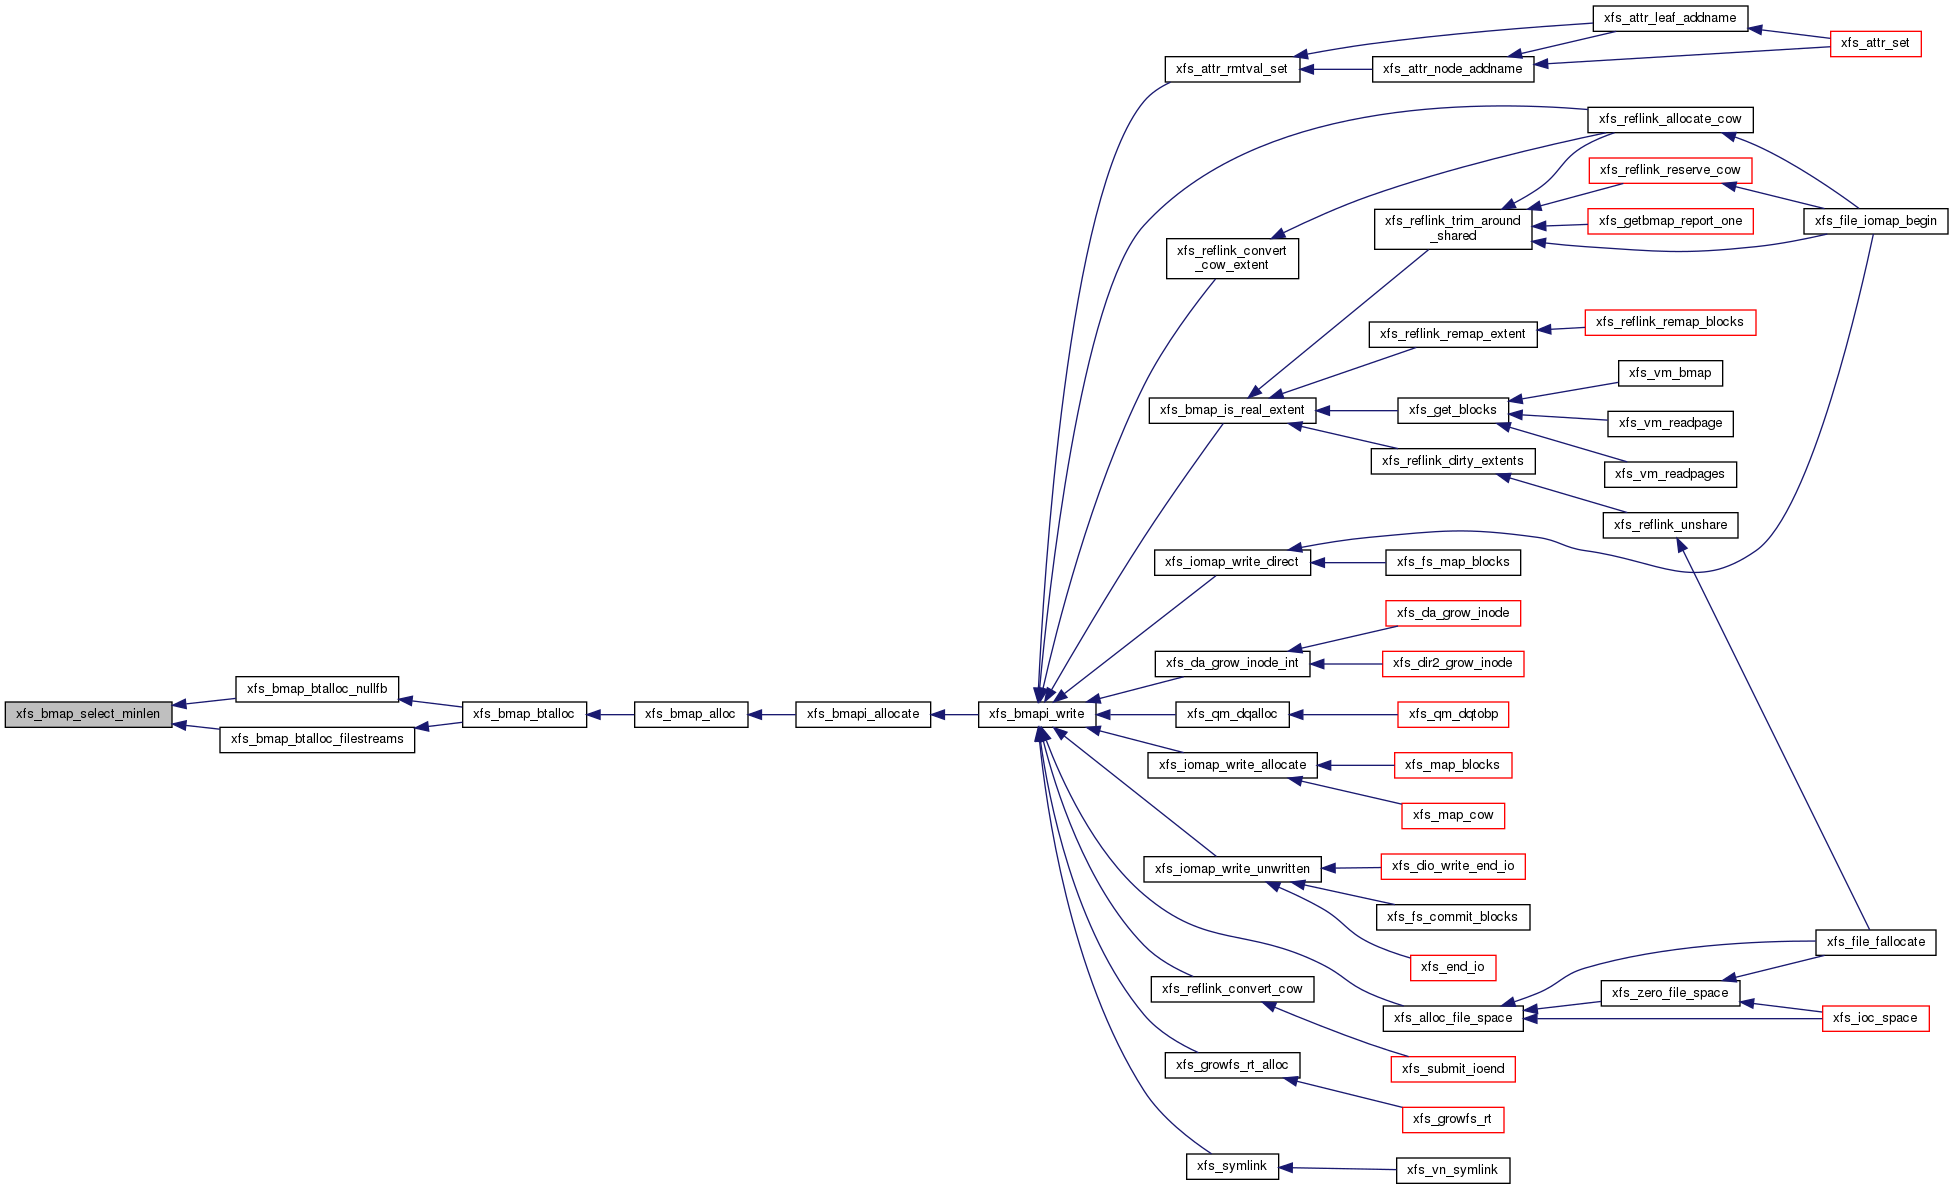 xfs_attr_leaf_addname
xfs_attr_set
xfs_attr_rmtval_set
xfs_attr_node_addname
xfs_reflink_allocate_cow
xfs_reflink_reserve_cow
xfs_reflink_trim_around
_shared
xfs_getbmap_report_one
xfs_file_iomap_begin
xfs_reflink_convert
_cow_extent
xfs_reflink_remap_extent
xfs_reflink_remap_blocks
xfs_vm_bmap
xfs_bmap_is_real_extent
xfs_get_blocks
xfs_vm_readpage
xfs_reflink_dirty_extents
xfs_vm_readpages
xfs_reflink_unshare
xfs_iomap_write_direct
xfs_fs_map_blocks
xfs_da_grow_inode
xfs_da_grow_inode_int
xfs_dir2_grow_inode
xfs_bmap_btalloc_nullfb
xfs_bmap_select_minlen
xfs_bmap_btalloc
xfs_bmap_alloc
xfs_bmapi_allocate
xfs_bmapi_write
xfs_qm_dqalloc
xfs_qm_dqtobp
xfs_bmap_btalloc_filestreams
xfs_iomap_write_allocate
xfs_map_blocks
xfs_map_cow
xfs_iomap_write_unwritten
xfs_dio_write_end_io
xfs_fs_commit_blocks
xfs_file_fallocate
xfs_end_io
xfs_reflink_convert_cow
xfs_zero_file_space
xfs_alloc_file_space
xfs_ioc_space
xfs_growfs_rt_alloc
xfs_submit_ioend
xfs_growfs_rt
xfs_symlink
xfs_vn_symlink